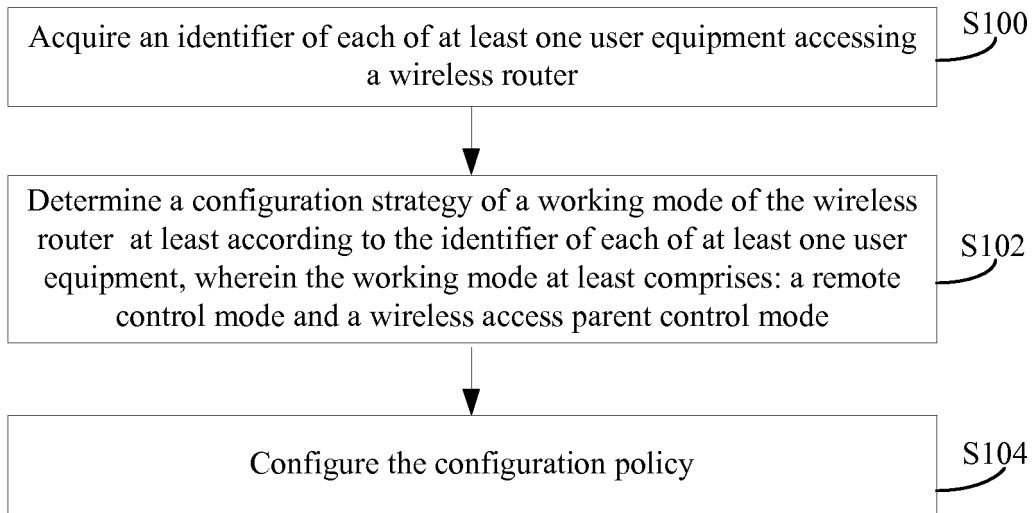 Acquire an identifier of each of at least one user equipment accessing
a wireless router
S100
Determine a configuration strategy of a working mode of the wireless
router at least according to the identifier of each of at least one user
equipment, wherein the working mode at least comprises: a remote
control mode and a wireless access parent control mode
S102
Configure the configuration policy
S104